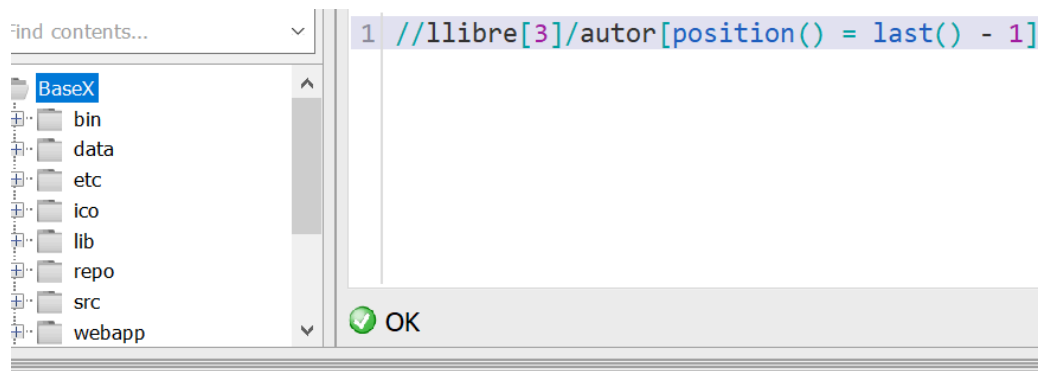 Find contents...
BaseX
bin
data
etc
ico
lib
repo
src
webapp
1 //llibre[3]/autor[position() = last() - 1]
OK